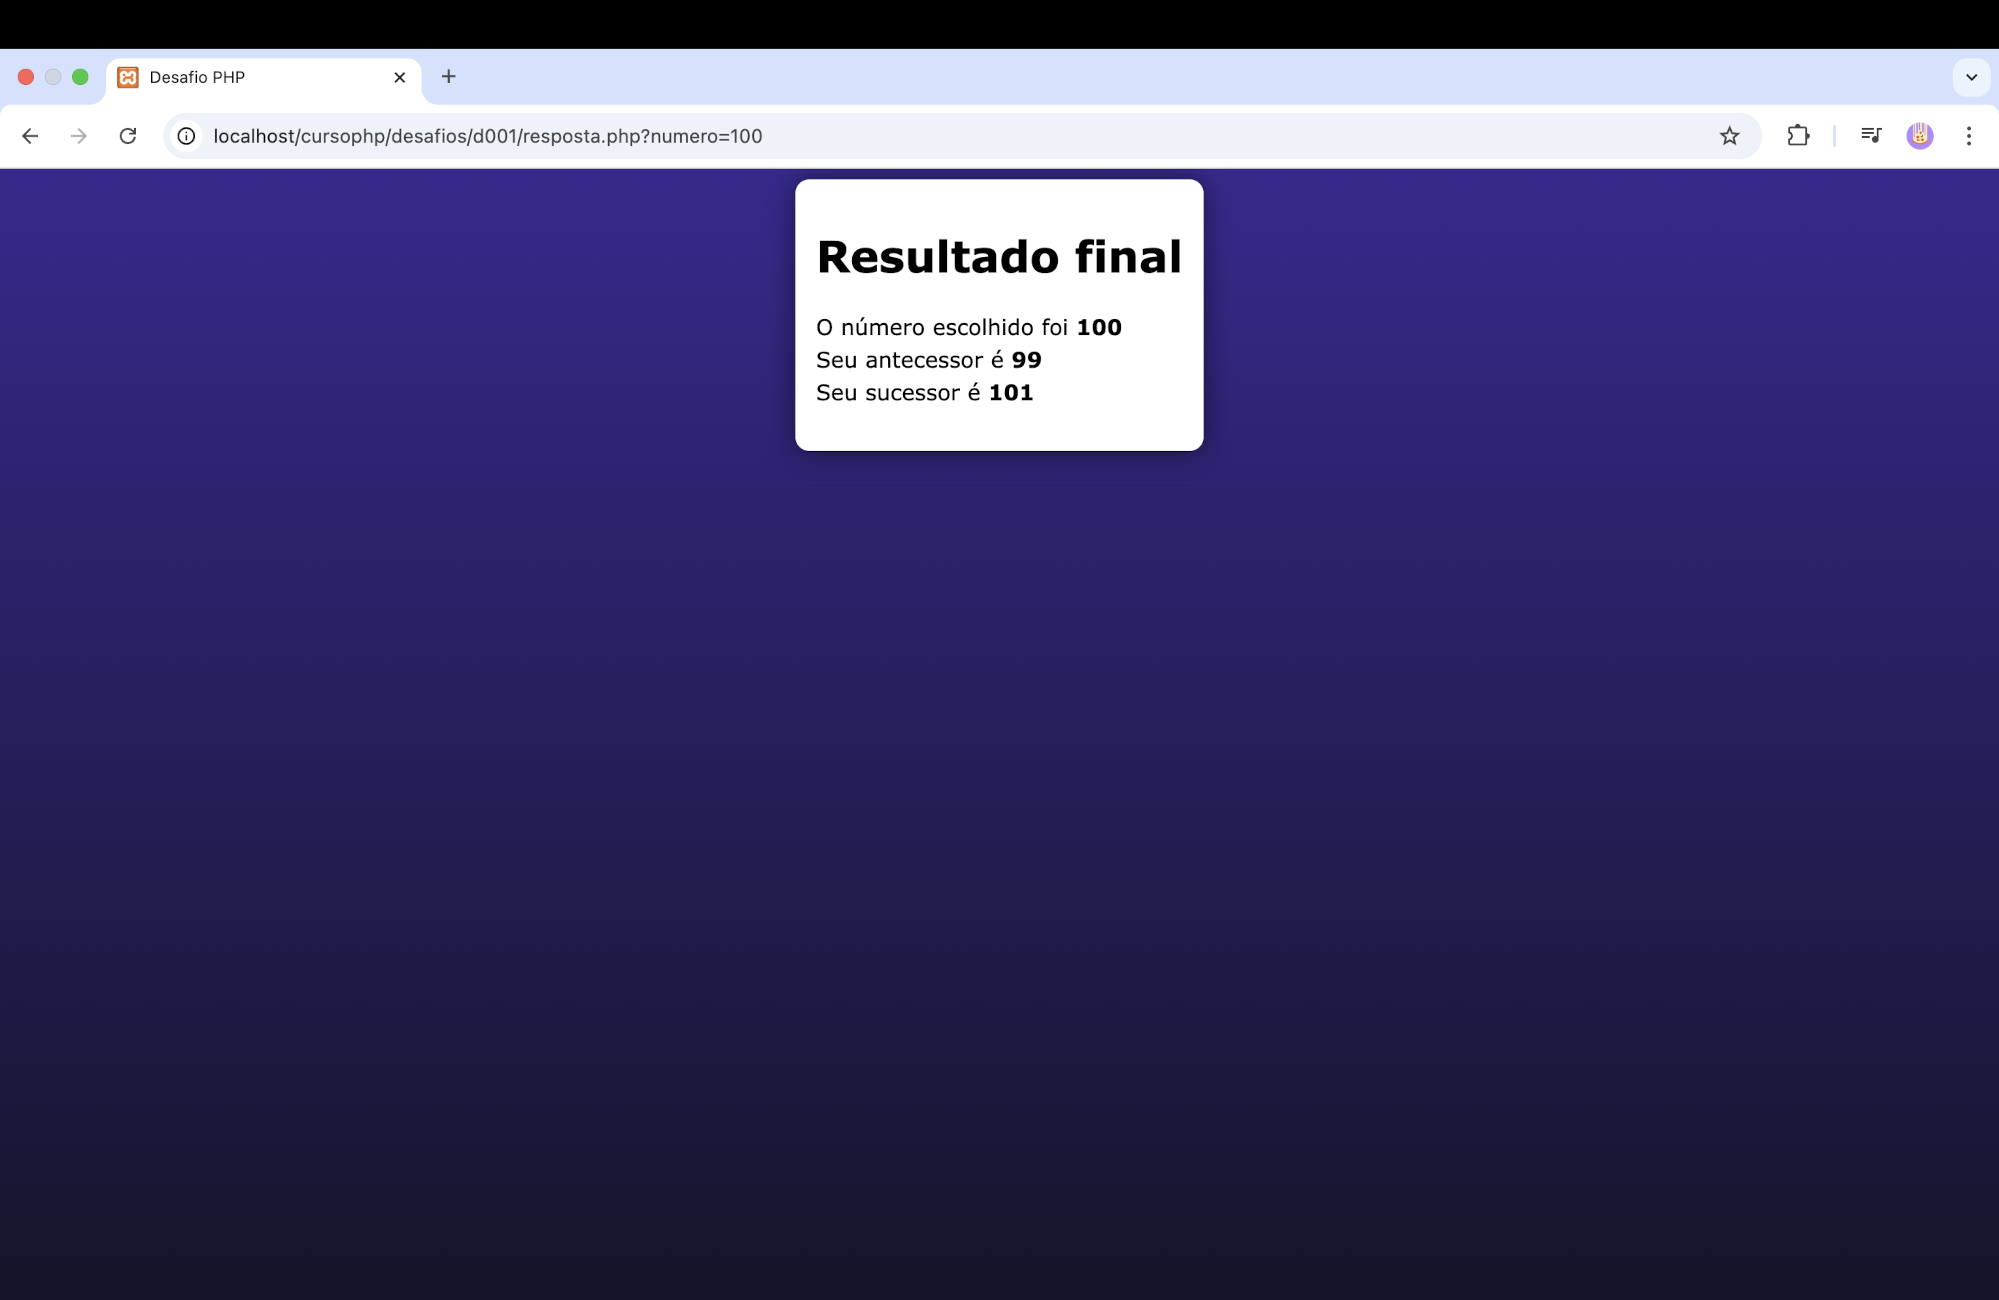 Desafio PHP
localhost/cursophp/desafios/d001/resposta.php?numero=100
Resultado final
O número escolhido foi 100
Seu antecessor é 99
Seu sucessor é 101